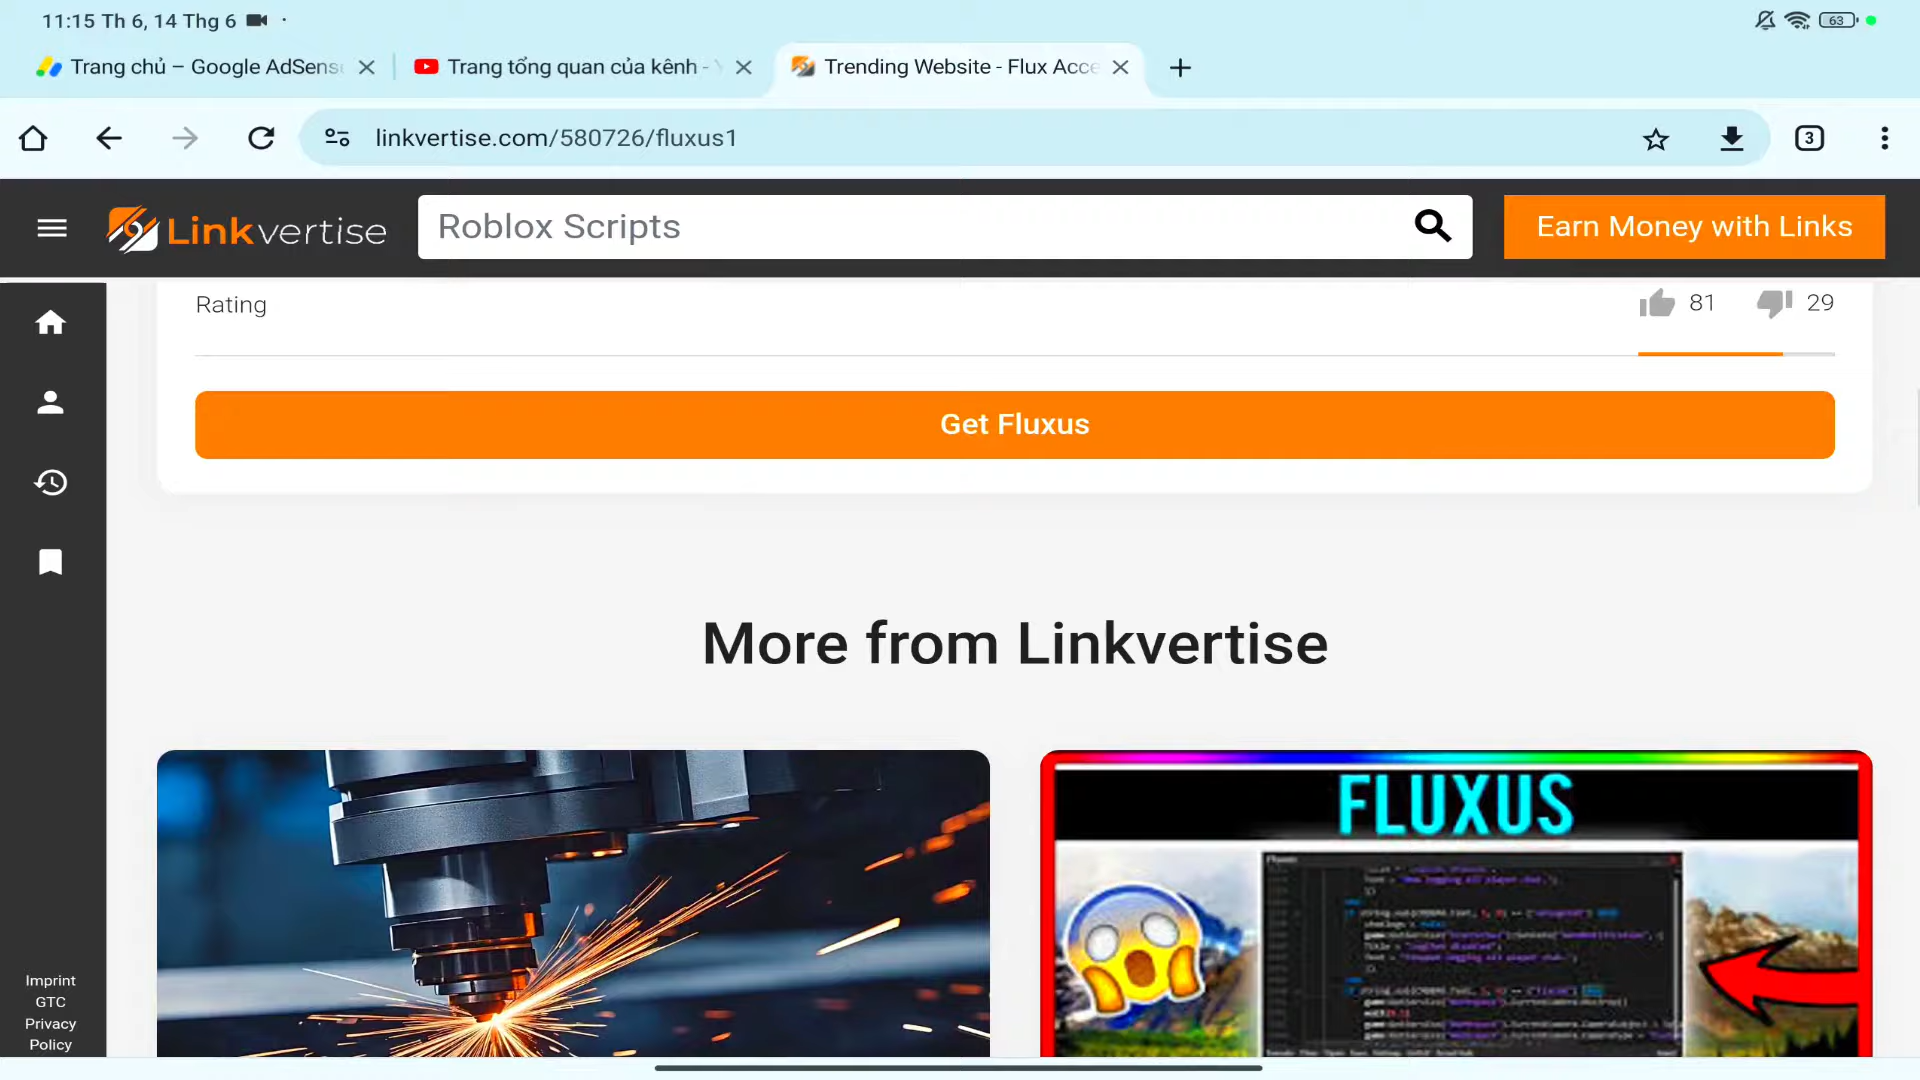 11:15 Th 6, 14 Thg 6
63
Trang chủ – Google AdSens
Trang tổng quan của kênh -
Trending Website - Flux Acce
linkvertise.com/580726/fluxus1
3
Linkvertise
Roblox Scripts
Earn Money with Links
Rating
81
29
Get Fluxus
More from Linkvertise
FLUXUS
Imprint
GTC
Privacy
Policy